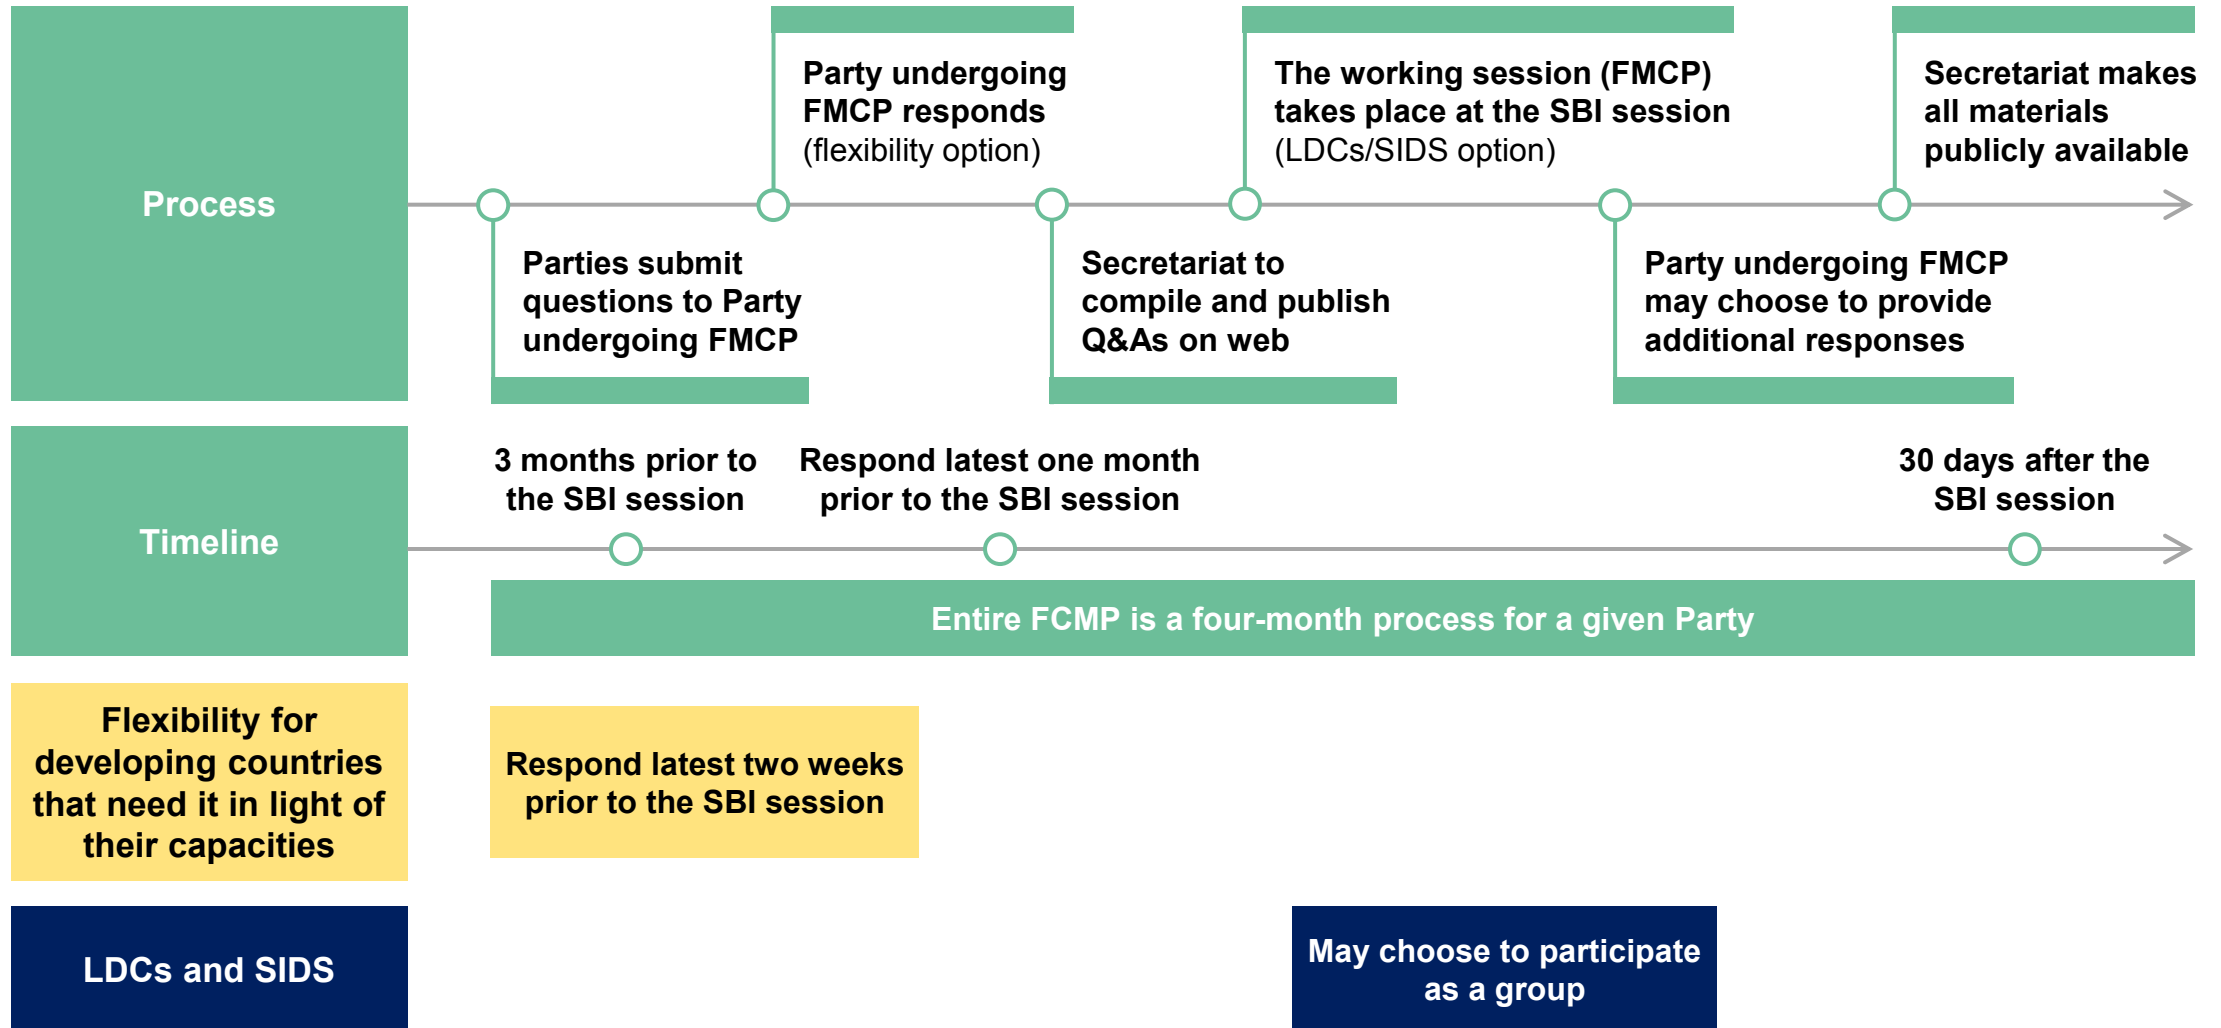 Process
Party undergoing
FMCP responds
(flexibility option)
The working session (FMCP)
takes place at the SBI session
(LDCs/SIDS option)
Secretariat makes
all materials
publicly available
Parties submit
questions to Party
undergoing FMCP
Secretariat to
compile and publish
Q&As on web
Party undergoing FMCP
may choose to provide
additional responses
Timeline
3 months prior to
the SBI session
Respond latest one month
prior to the SBI session
30 days after the
SBI session
Entire FCMP is a four-month process for a given Party
Flexibility for
developing countries
that need it in light of
their capacities
Respond latest two weeks
prior to the SBI session
LDCs and SIDS
May choose to participate
as a group